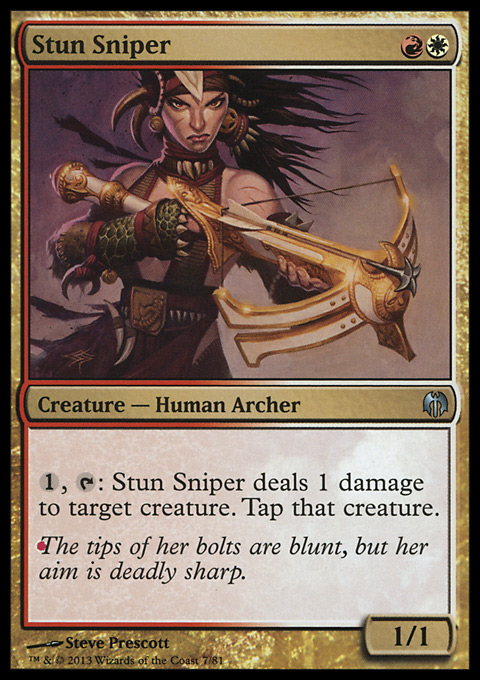 Stun Sniper
Creature — Human Archer
1, : Stun Sniper deals 1 damage
to target creature. Tap that creature.
The tips of her bolts are blunt, but her
aim is deadly sharp.
Steve Prescott
1/1
™ & © 2013 Wizards of the Coast 7/81